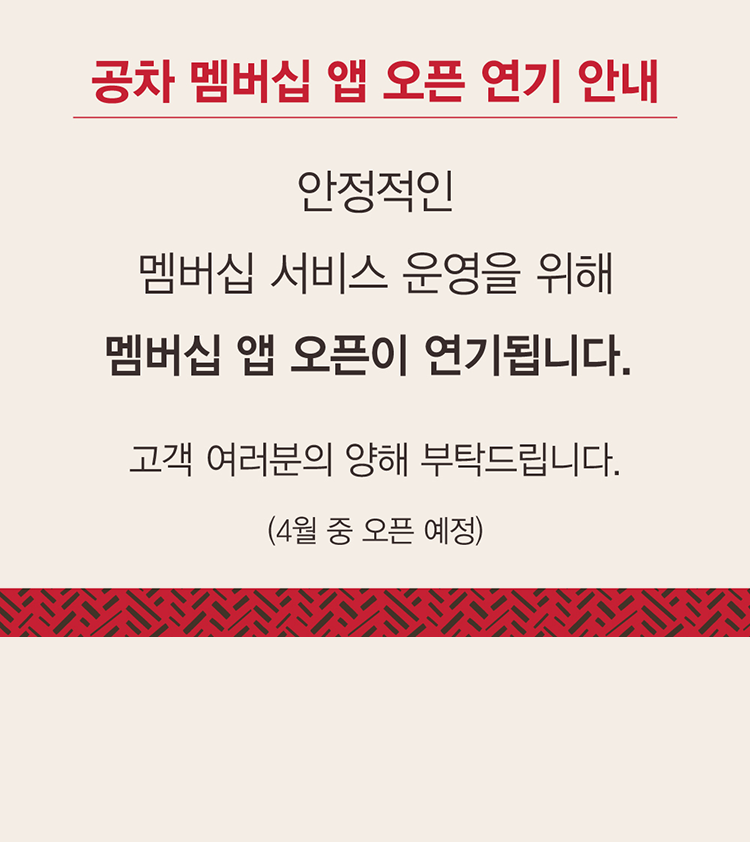 공차 멤버십 앱 오픈 연기 안내
안정적인
멤버십 서비스 운영을 위해
멤버십 앱 오픈이 연기됩니다.
고객 여러분의 양해 부탁드립니다.
(4월 중 오픈 예정)